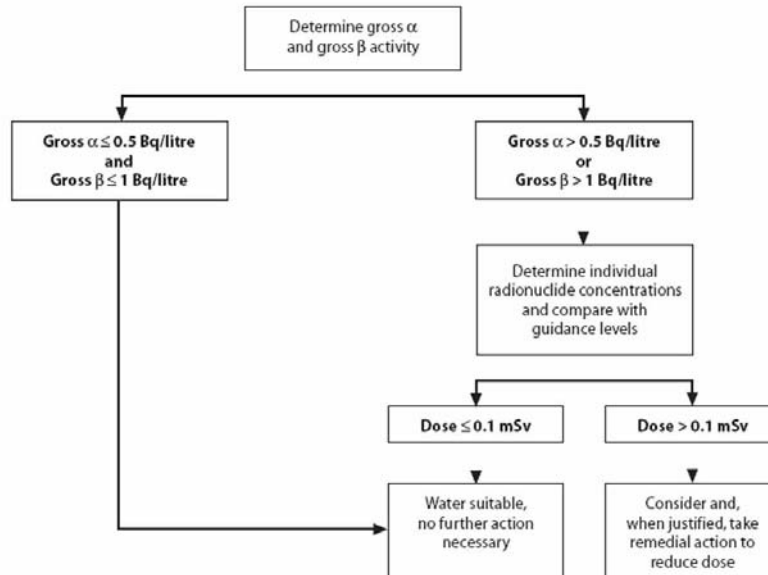 Determine gross α
and gross β activity
Gross α ≤ 0.5 Bq/litre
and
Gross β ≤ 1 Bq/litre
Gross α > 0.5 Bq/litre
or
Gross β > 1 Bq/litre
Determine individual
radionuclide concentrations
and compare with
guidance levels
Dose ≤ 0.1 mSv
Dose > 0.1 mSv
Water suitable,
no further action
necessary
Consider and,
when justified, take
remedial action to
reduce dose